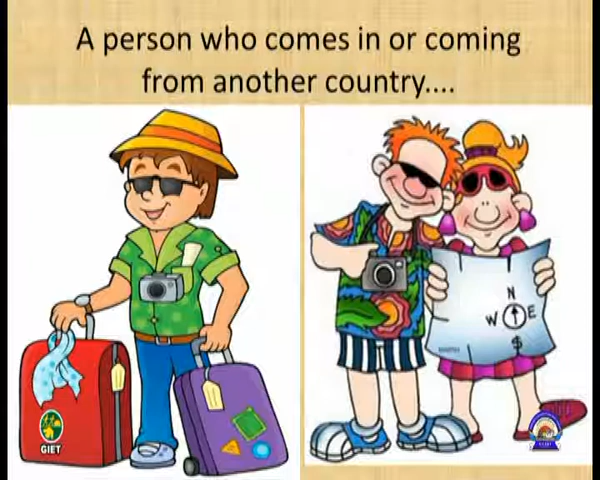 A person who comes in or coming
from another country....
N
W E
S
GIET